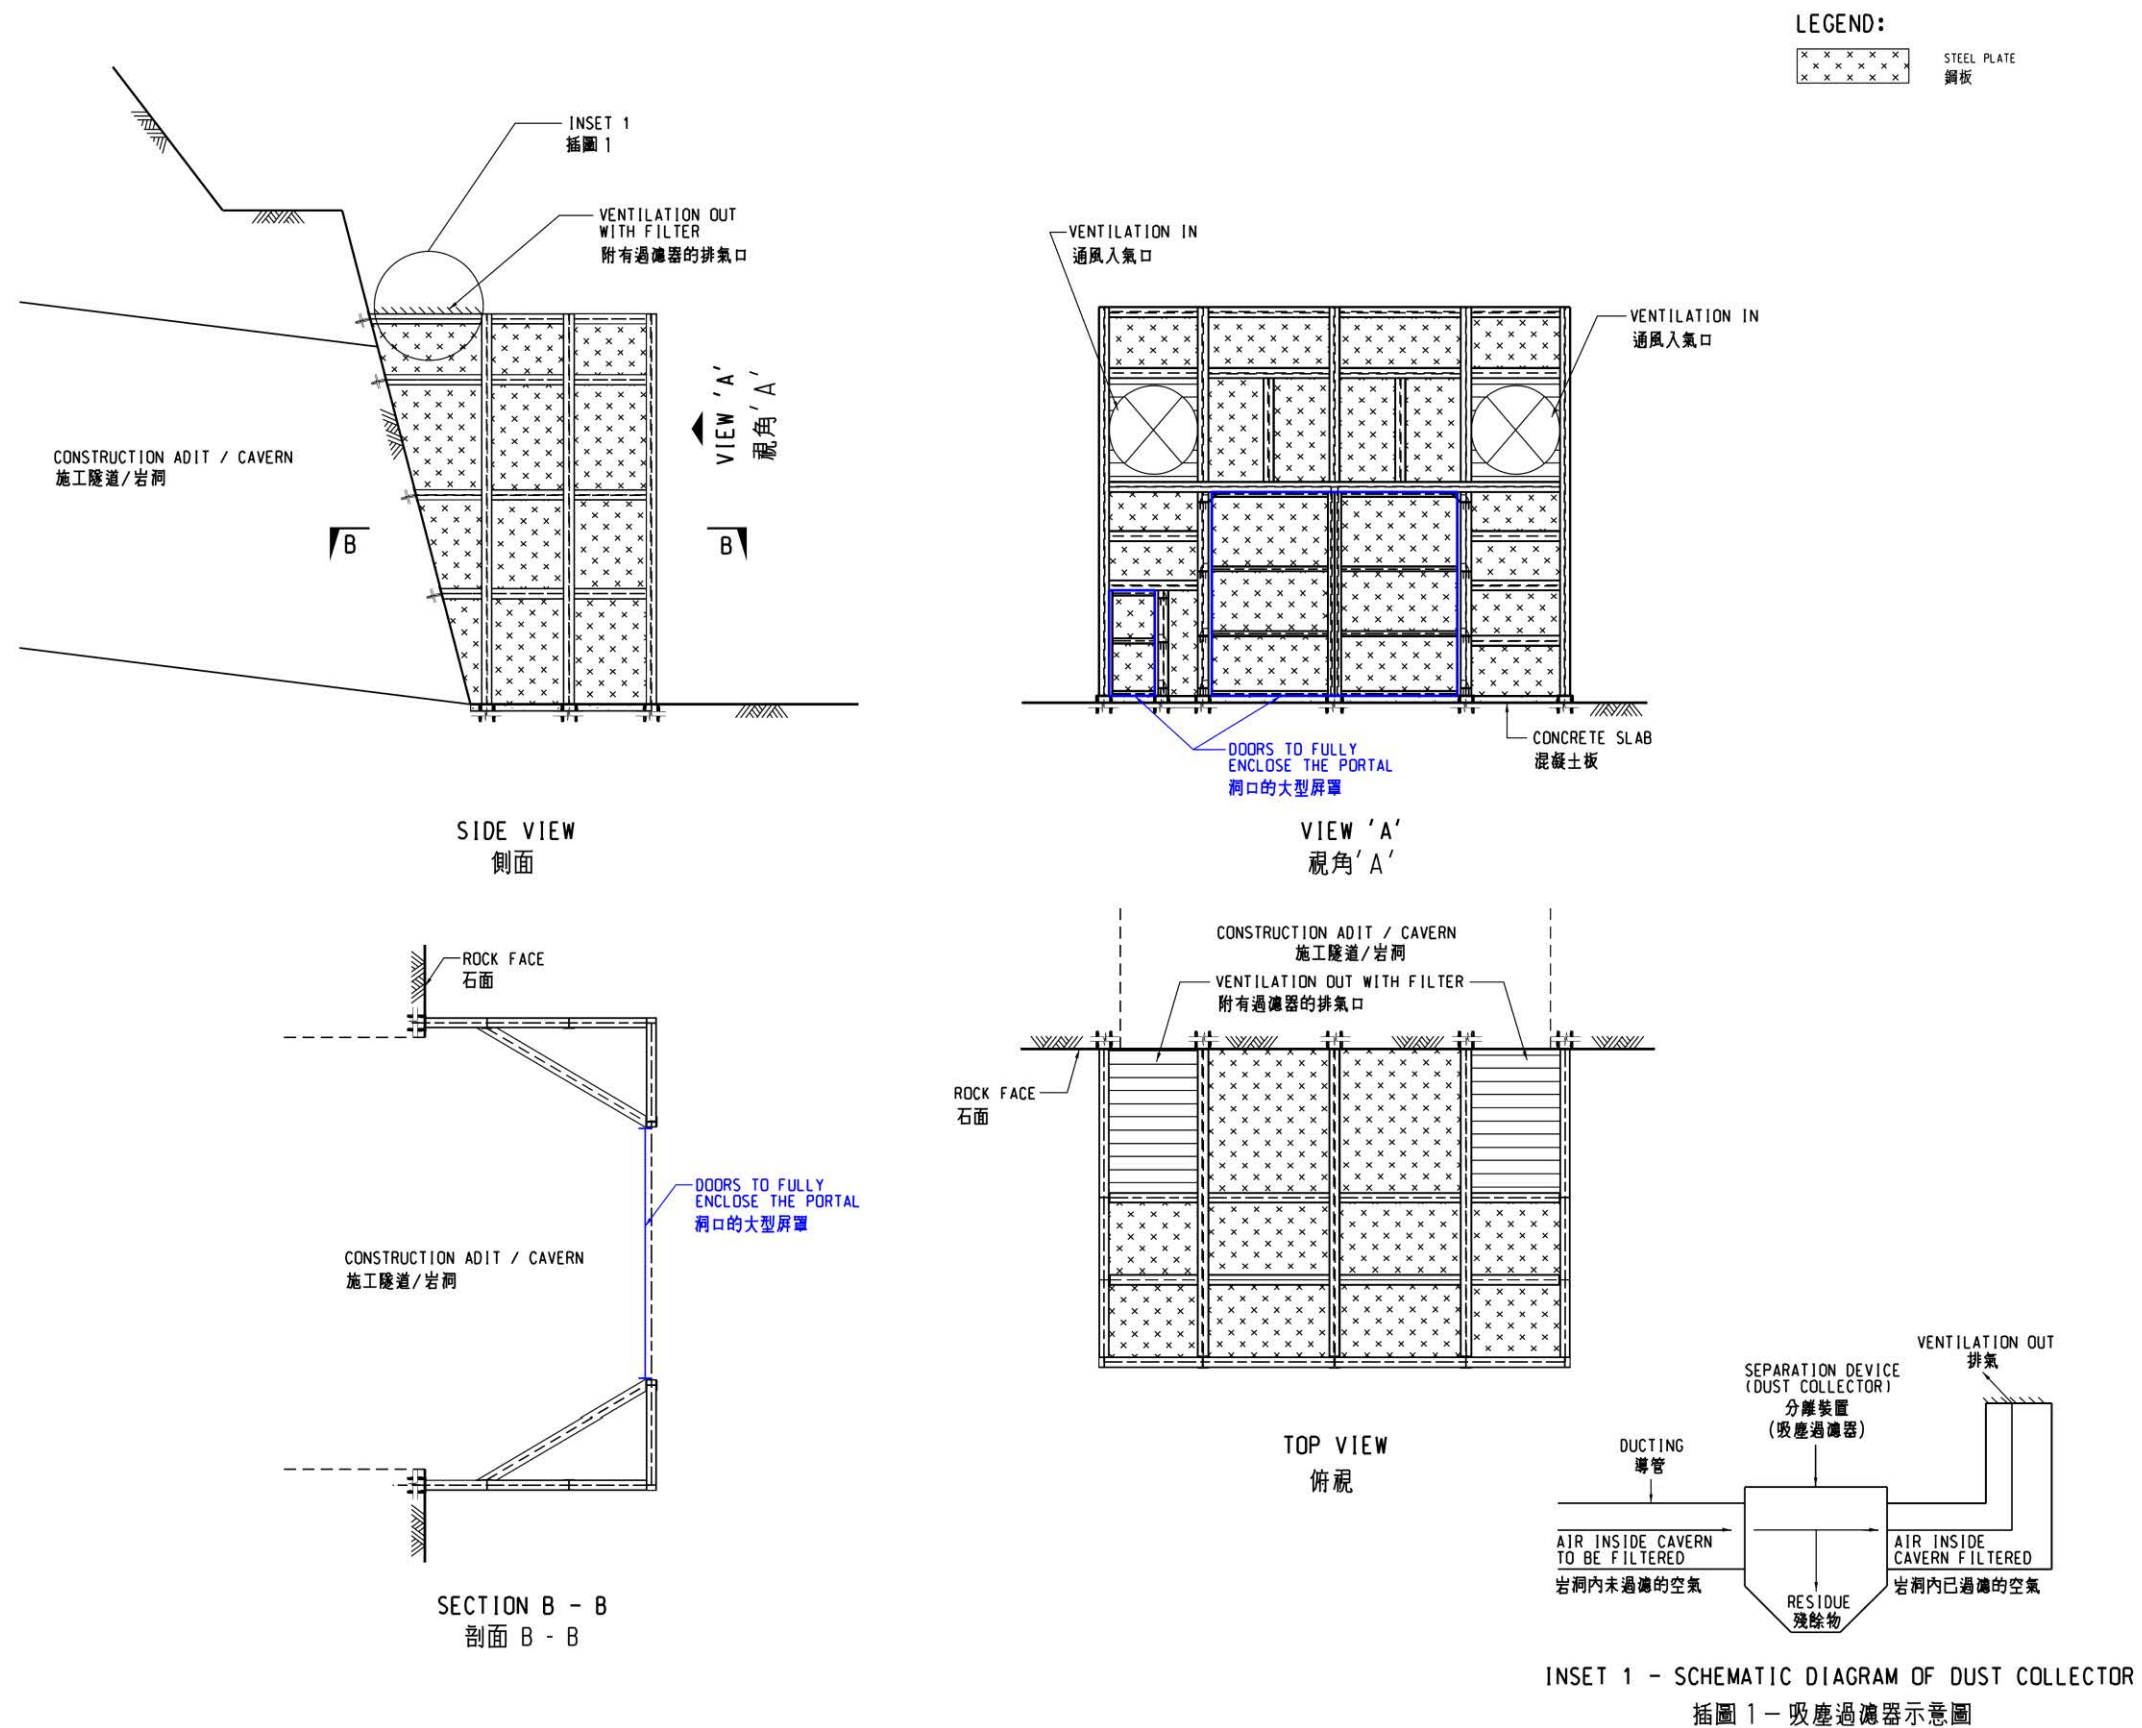 LEGEND:
STEEL PLATE
鋼板
INSET 1
插圖 1
VENTILATION OUT
WITH FILTER
附有過濾器的排氣口
CONSTRUCTION ADIT / CAVERN
施工隧道/岩洞
VIEW 'A'
視角'A'
B
B
SIDE VIEW
側面
VENTILATION IN
通風入氣口
VENTILATION IN
通風入氣口
DOORS TO FULLY
ENCLOSE THE PORTAL
洞口的大型屏罩
CONCRETE SLAB
混凝土板
VIEW 'A'
視角'A'
ROCK FACE
石面
DOORS TO FULLY
ENCLOSE THE PORTAL
洞口的大型屏罩
CONSTRUCTION ADIT / CAVERN
施工隧道/岩洞
SECTION B - B
剖面 B - B
CONSTRUCTION ADIT / CAVERN
施工隧道/岩洞
VENTILATION OUT WITH FILTER
附有過濾器的排氣口
ROCK FACE
石面
TOP VIEW
俯視
VENTILATION OUT
排氣
SEPARATION DEVICE
(DUST COLLECTOR)
分離裝置
(吸塵過濾器)
DUCTING
導管
AIR INSIDE CAVERN
TO BE FILTERED
岩洞內未過濾的空氣
AIR INSIDE
CAVERN FILTERED
岩洞內已過濾的空氣
RESIDUE
殘餘物
INSET 1 - SCHEMATIC DIAGRAM OF DUST COLLECTOR
插圖 1 - 吸塵過濾器示意圖